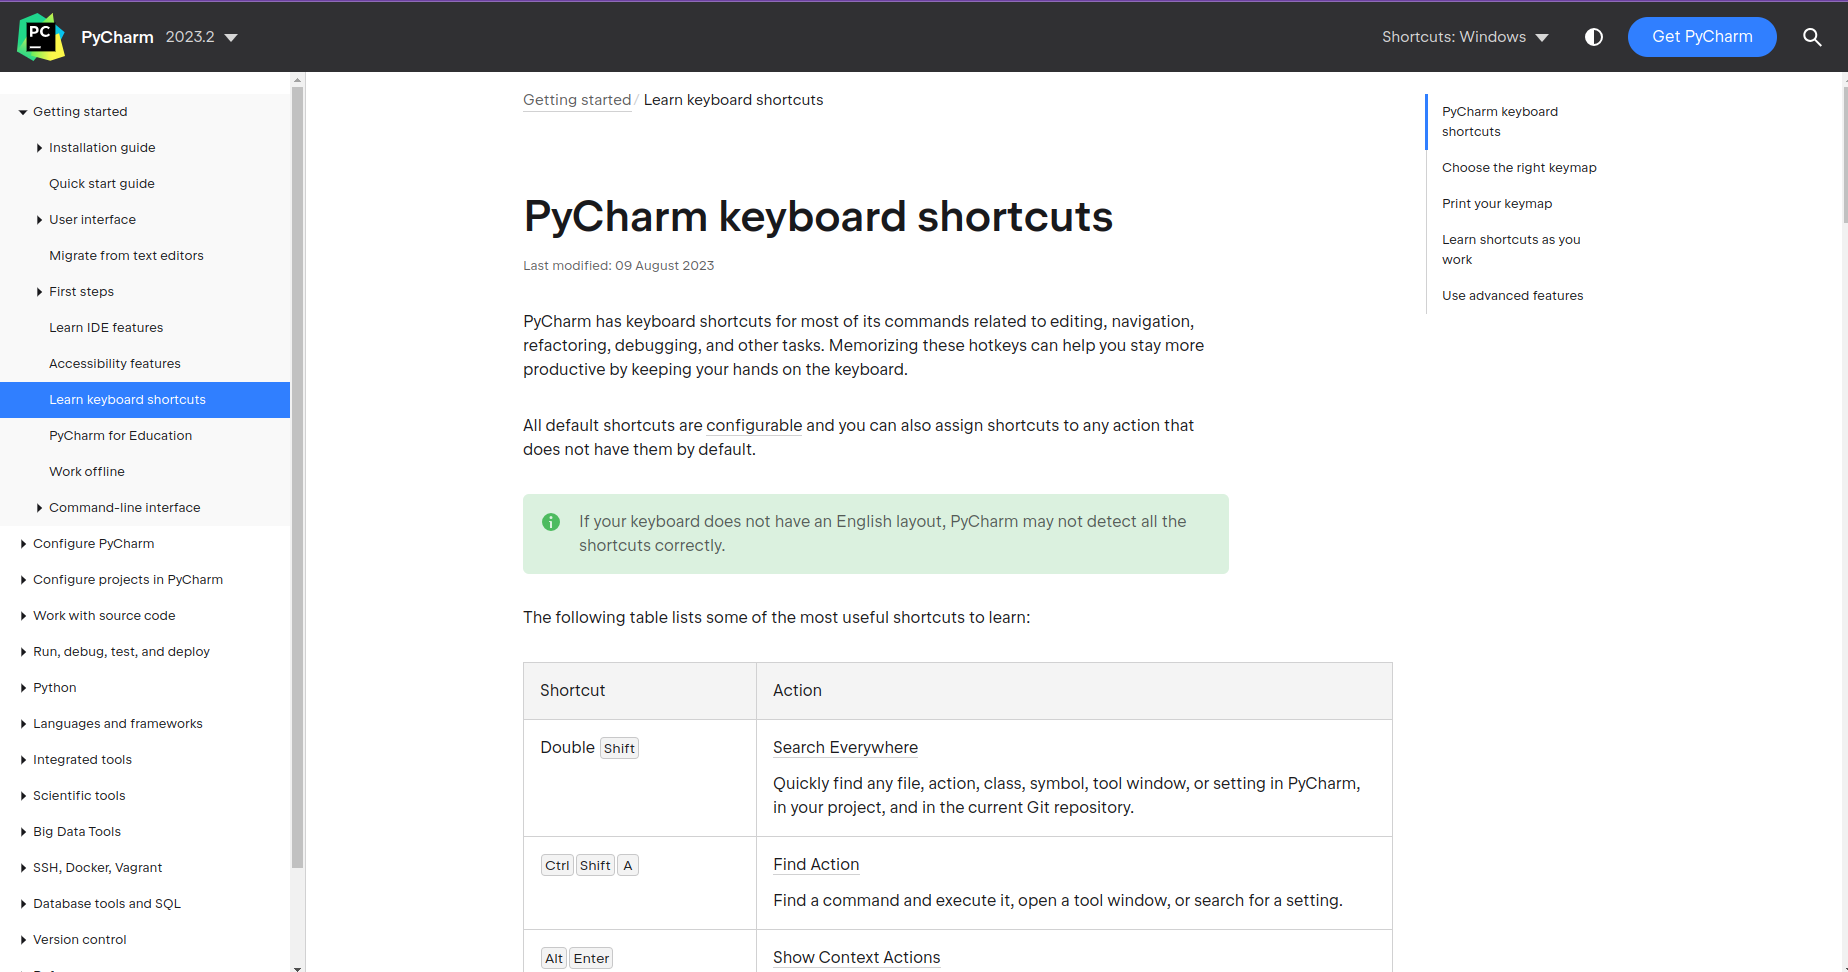 PC
PyCharm 2023.2
Shortcuts: Windows
Get PyCharm
Getting started
Installation guide
Quick start guide
User interface
Migrate from text editors
First steps
Learn IDE features
Accessibility features
Learn keyboard shortcuts
PyCharm for Education
Work offline
Command-line interface
Configure PyCharm
Configure projects in PyCharm
Work with source code
Run, debug, test, and deploy
Python
Languages and frameworks
Integrated tools
Scientific tools
Big Data Tools
SSH, Docker, Vagrant
Database tools and SQL
Version control
Getting started / Learn keyboard shortcuts
PyCharm keyboard shortcuts
Last modified: 09 August 2023
PyCharm has keyboard shortcuts for most of its commands related to editing, navigation,
refactoring, debugging, and other tasks. Memorizing these hotkeys can help you stay more
productive by keeping your hands on the keyboard.
All default shortcuts are configurable and you can also assign shortcuts to any action that
does not have them by default.
If your keyboard does not have an English layout, PyCharm may not detect all the
shortcuts correctly.
The following table lists some of the most useful shortcuts to learn:
Shortcut Action
Double Shift
Search Everywhere
Quickly find any file, action, class, symbol, tool window, or setting in PyCharm,
in your project, and in the current Git repository.
Ctrl Shift A
Find Action
Find a command and execute it, open a tool window, or search for a setting.
Alt Enter
Show Context Actions
PyCharm keyboard
shortcuts
Choose the right keymap
Print your keymap
Learn shortcuts as you
work
Use advanced features